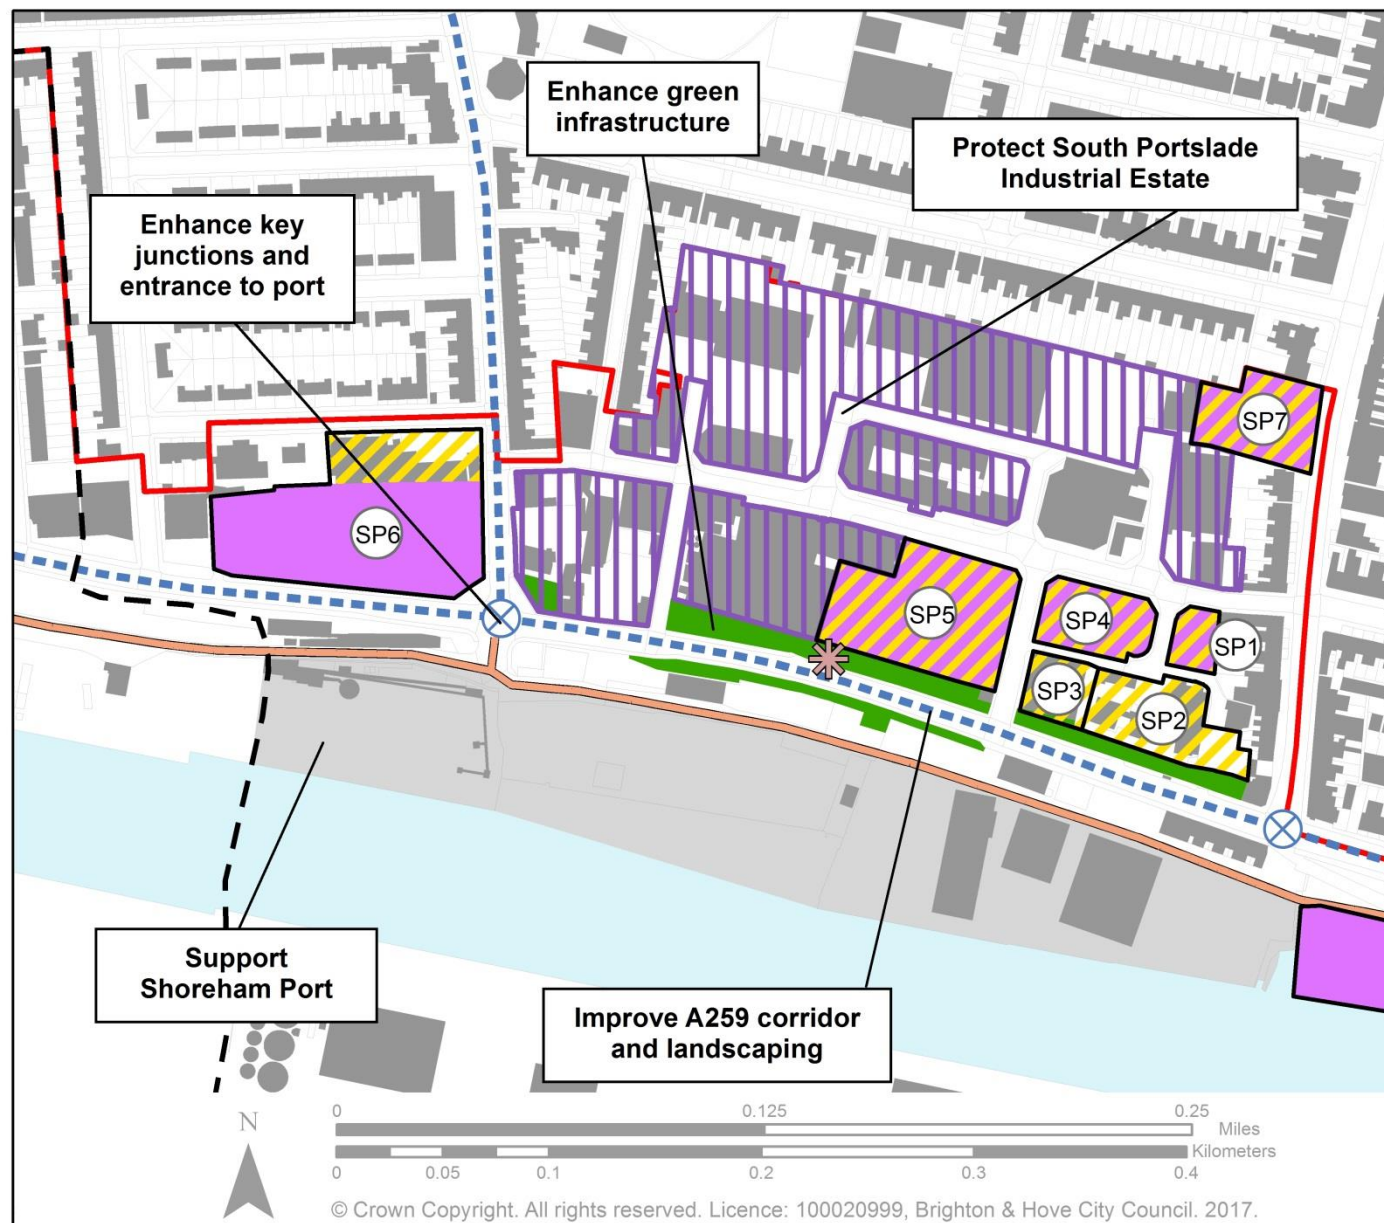 Enhance green
infrastructure
Protect South Portslade
Industrial Estate
Enhance key
junctions and
entrance to port
SP7
SP6
SP5
SP4
SP1
SP3
SP2
Support
Shoreham Port
Improve A259 corridor
and landscaping
N
0 0.125 0.25
Miles
Kilometers
0 0.05 0.1 0.2 0.3 0.4
© Crown Copyright. All rights reserved. Licence: 100020999, Brighton & Hove City Council. 2017.